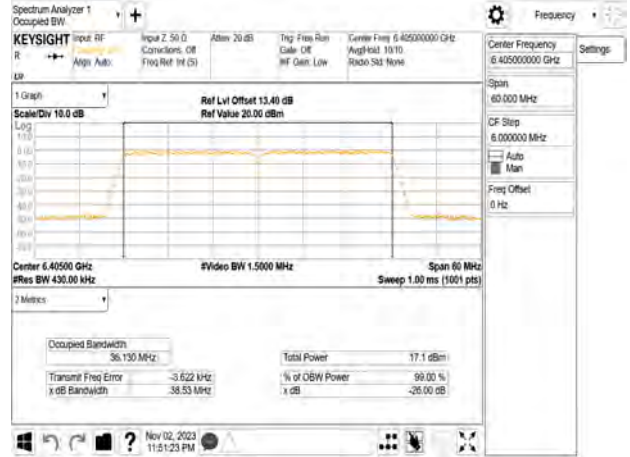 Spectrum Analyzer 1
Occupied BW
Frequency
KEYSIGHT
R
Input: RF
Align: Auto
Input Z: 50 Ω
Corrections: Off
Freq Ref: Int (S)
Atten: 20 dB
Trig: Free Run
Gate: Off
#IF Gain: Low
Center Freq: 6.405000000 GHz
Avg|Hold: 10/10
Radio Std: None
Center Frequency
6.405000000 GHz
Settings
Span
60.000 MHz
CF Step
6.000000 MHz
Auto
Man
Freq Offset
0 Hz
1 Graph
Scale/Div 10.0 dB
Ref Lvl Offset 13.40 dB
Ref Value 20.00 dBm
Log
Center 6.40500 GHz
#Res BW 430.00 kHz
#Video BW 1.5000 MHz
Span 60 MHz
Sweep 1.00 ms (1001 pts)
2 Metrics
Occupied Bandwidth
36.130 MHz
Total Power 17.1 dBm
Transmit Freq Error -3.622 kHz
% of OBW Power 99.00 %
x dB Bandwidth 38.53 MHz
x dB -26.00 dB
Nov 02, 2023
11:51:23 PM